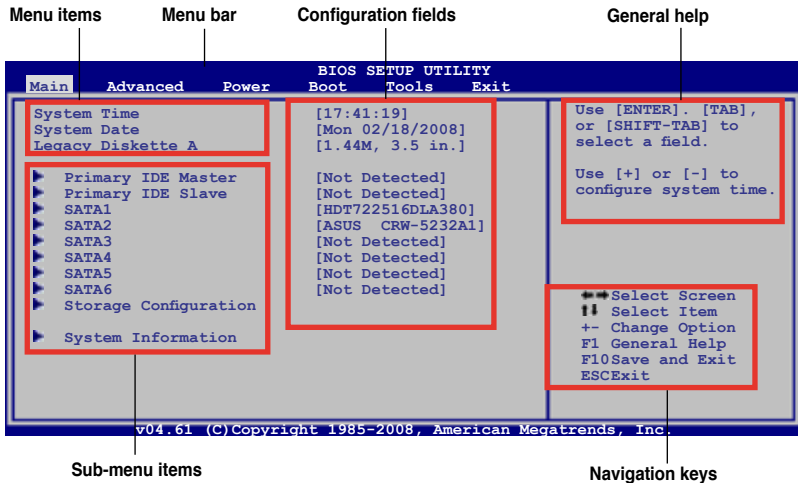 Menu items Menu bar Configuration fields General help
BIOS SETUP UTILITY
Main Advanced Power Boot Tools Exit
System Time [17:41:19]
System Date [Mon 02/18/2008]
Legacy Diskette A [1.44M, 3.5 in.]
Primary IDE Master [Not Detected]
Primary IDE Slave [Not Detected]
SATA1 [HDT722516DLA380]
SATA2 [ASUS CRW-5232A1]
SATA3 [Not Detected]
SATA4 [Not Detected]
SATA5 [Not Detected]
SATA6 [Not Detected]
Storage Configuration
System Information
Use [ENTER]. [TAB],
or [SHIFT-TAB] to
select a field.
Use [+] or [-] to
configure system time.
Select Screen
Select Item
+- Change Option
F1 General Help
F10Save and Exit
ESCExit
v04.61 (C)Copyright 1985-2008, American Megatrends, Inc.
Sub-menu items Navigation keys